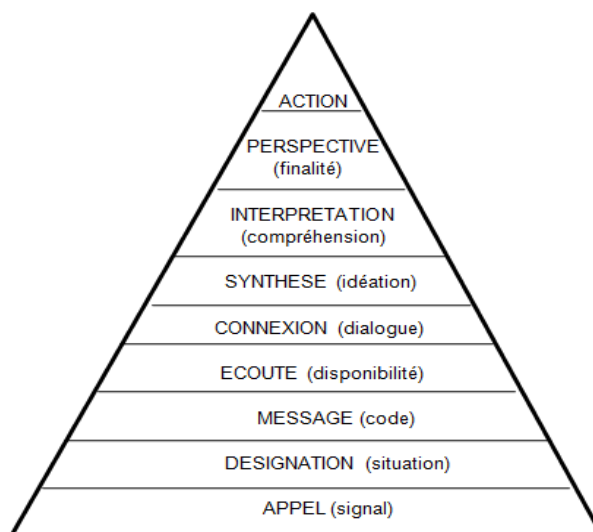 ACTION
PERSPECTIVE
(finalité)
INTERPRETATION
(compréhension)
SYNTHESE (idéation)
CONNEXION (dialogue)
ECOUTE (disponibilité)
MESSAGE (code)
DESIGNATION (situation)
APPEL (signal)